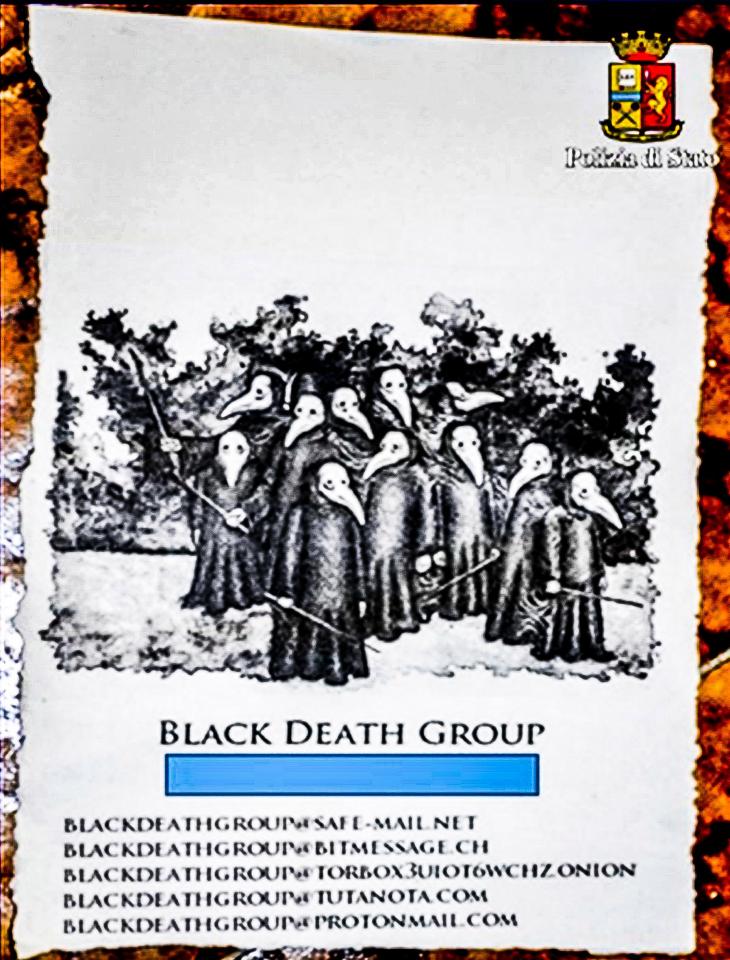 Polizia di Stato
BLACK DEATH GROUP
BLACKDEATHGROUP@SAFE-MAIL.NET
BLACKDEATHGROUP@BITMESSAGE.CH
BLACKDEATHGROUP@TORBOX3UIOT6WCHZ.ONION
BLACKDEATHGROUP@TUTANOTA.COM
BLACKDEATHGROUP@PROTONMAIL.COM